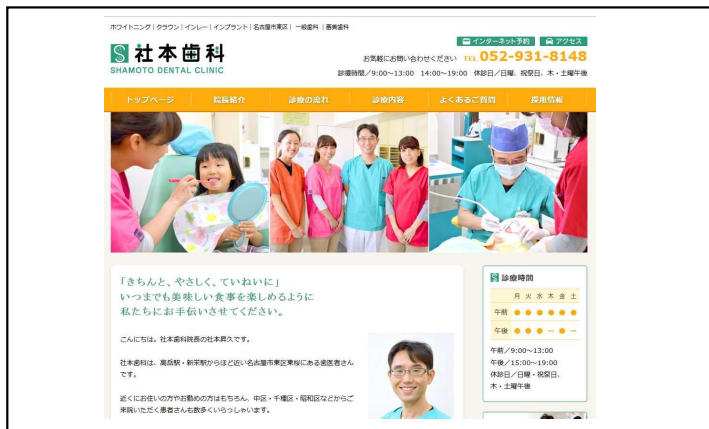 ホワイトニング｜クラウン｜インレー｜インプラント｜名古屋市東区｜ 一般歯科｜審美歯科
S 社本歯科
SHAMOTO DENTAL CLINIC
インターネット予約 アクセス
お気軽にお問い合わせください TEL 052-931-8148
診療時間／9:00～13:00 14:00～19:00 休診日／日曜、祝祭日、木・土曜午後
トップページ 院長紹介 診療の流れ 診療内容 よくあるご質問 採用情報
「きちんと、やさしく、ていねいに」
いつまでも美味しい食事を楽しめるように
私たちにお手伝いさせてください。
こんにちは。社本歯科院長の社本昇久です。
社本歯科は、高岳駅・新栄駅からほど近い名古屋市東区東桜にある歯医者さん
です。
近くにお住いの方やお勤めの方はもちろん、中区・千種区・昭和区などからご
来院いただく患者さんも数多くいらっしゃいます。
S 診療時間
月 火 水 木 金 土
午前 ● ● ● ● ● ●
午後 ● ● ● － ● －
午前／9:00～13:00
午後／15:00～19:00
休診日／日曜・祝祭日、
木・土曜午後